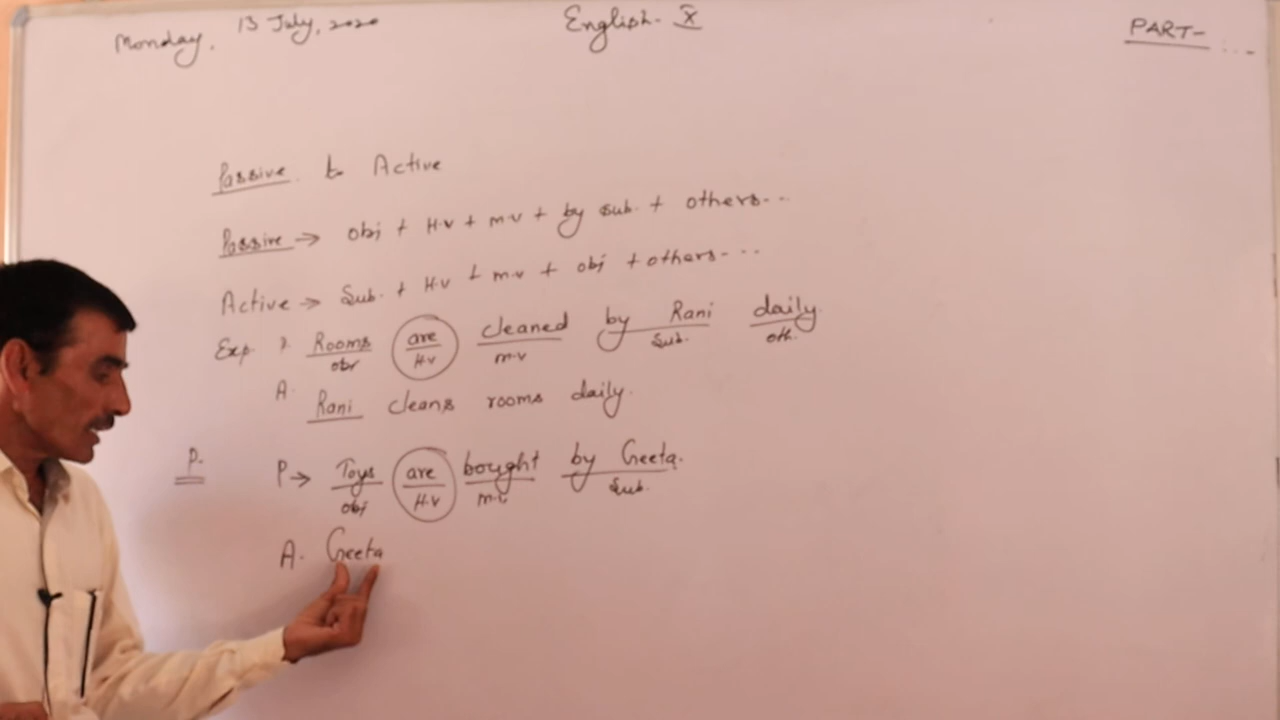 Monday, 13 July, 2020
English- X
PART- ...
Passive to Active
Passive → obj + H.v + m.v + by sub. + others...
Active → Sub. + H.v + m.v + obj + others- ...
Exp. Rooms are cleaned by Rani daily
obj H.v m.v Sub. oth.
A. Rani cleans rooms daily.
P- P → Toys are bought by Geeta.
obj H.v m.v Sub.
A. Geeta